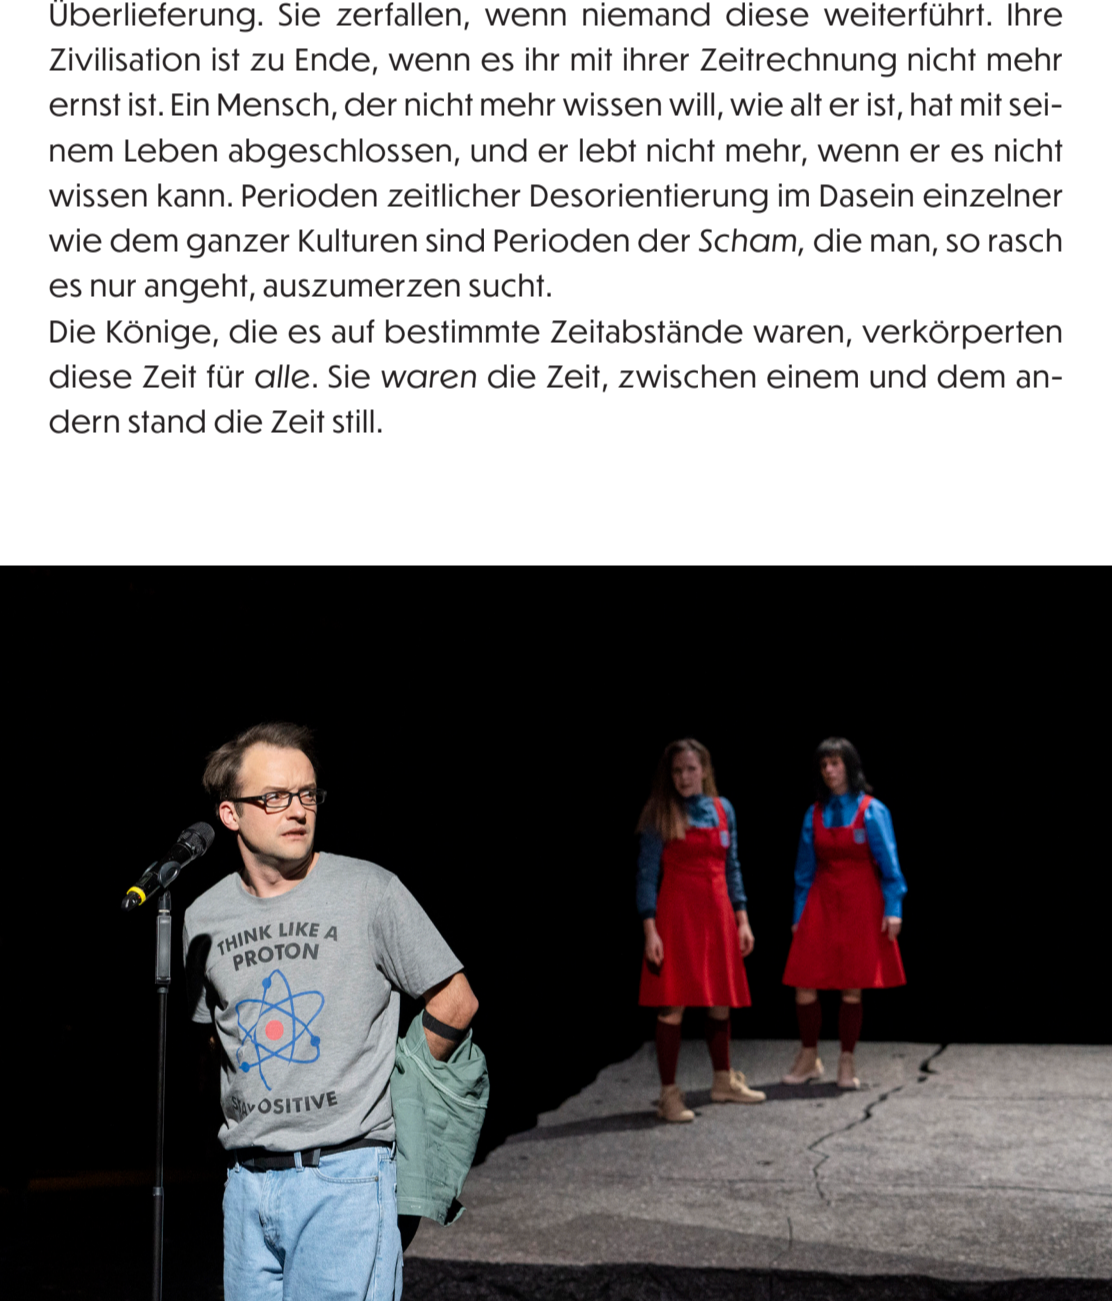 Überlieferung. Sie zerfallen, wenn niemand diese weiterführt. Ihre
Zivilisation ist zu Ende, wenn es ihr mit ihrer Zeitrechnung nicht mehr
ernst ist. Ein Mensch, der nicht mehr wissen will, wie alt er ist, hat mit sei-
nem Leben abgeschlossen, und er lebt nicht mehr, wenn er es nicht
wissen kann. Perioden zeitlicher Desorientierung im Dasein einzelner
wie dem ganzer Kulturen sind Perioden der Scham, die man, so rasch
es nur angeht, auszumerzen sucht.
Die Könige, die es auf bestimmte Zeitabstände waren, verkörperten
diese Zeit für alle. Sie waren die Zeit, zwischen einem und dem an-
dern stand die Zeit still.
THINK LIKE A
PROTON
STAY POSITIVE